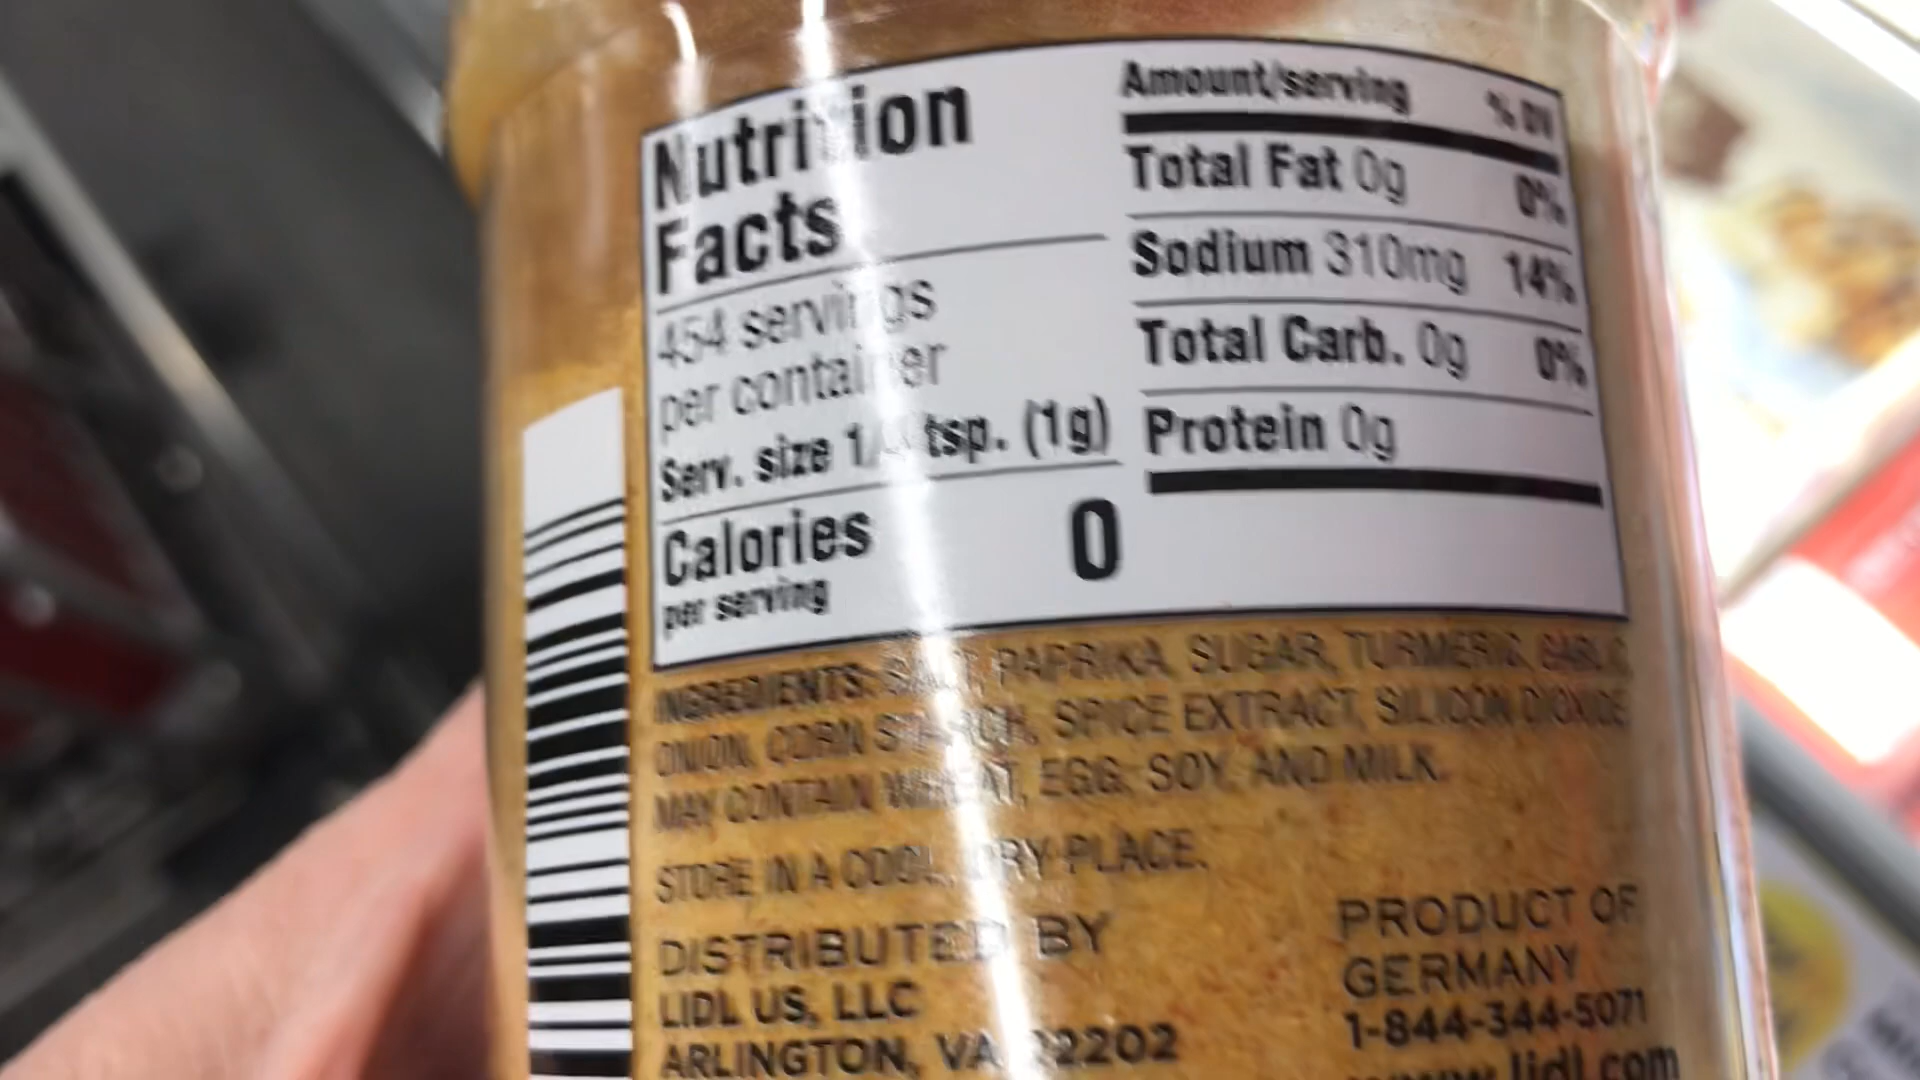 Nutrition
Facts
454 servings
per container
Serv. size 1/ tsp. (1g)
Calories 0
per serving
Amount/serving % DV
Total Fat 0g 0%
Sodium 310mg 14%
Total Carb. 0g 0%
Protein 0g
INGREDIENTS: SALT, PAPRIKA, SUGAR, TURMERIC, GARLIC,
ONION, CORN STARCH, SPICE EXTRACT, SILICON DIOXIDE
MAY CONTAIN WHEAT, EGG, SOY, AND MILK.
STORE IN A COOL, DRY PLACE.
DISTRIBUTED BY
LIDL US, LLC
ARLINGTON, VA 22202
PRODUCT OF
GERMANY
1-844-344-5071
www.lidl.com